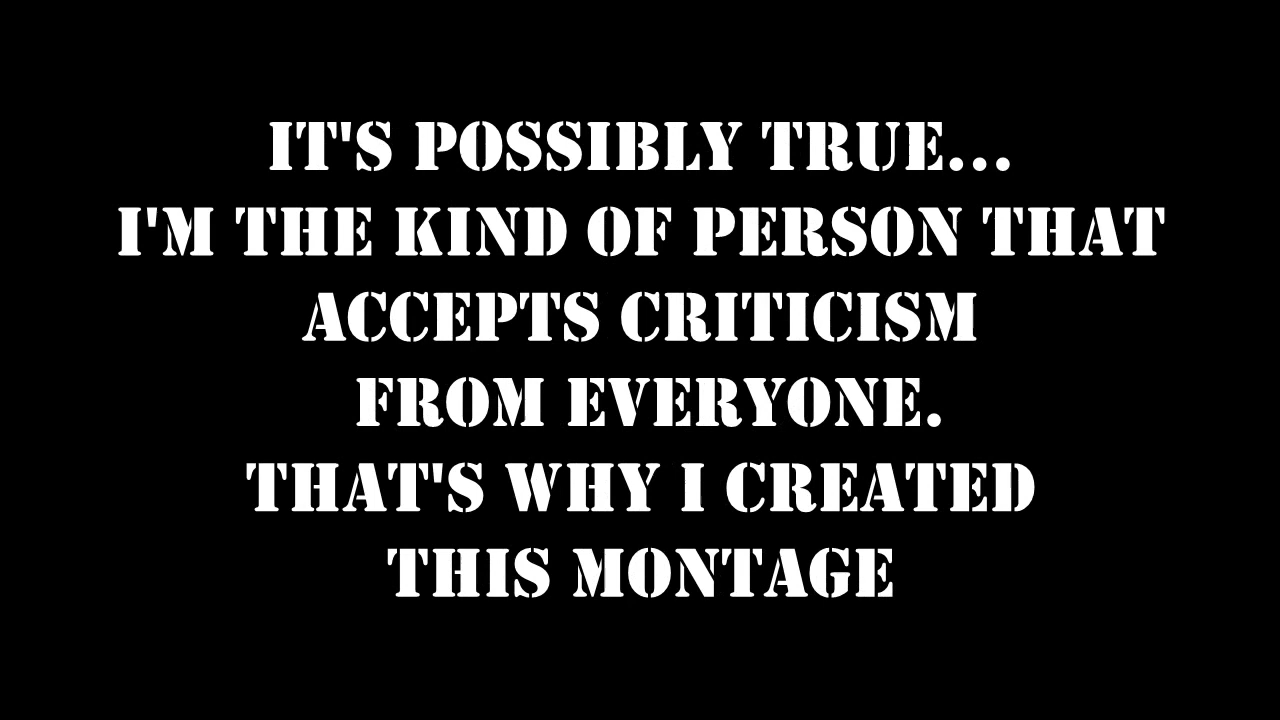 IT'S POSSIBLY TRUE...
I'M THE KIND OF PERSON THAT
ACCEPTS CRITICISM
FROM EVERYONE.
THAT'S WHY I CREATED
THIS MONTAGE